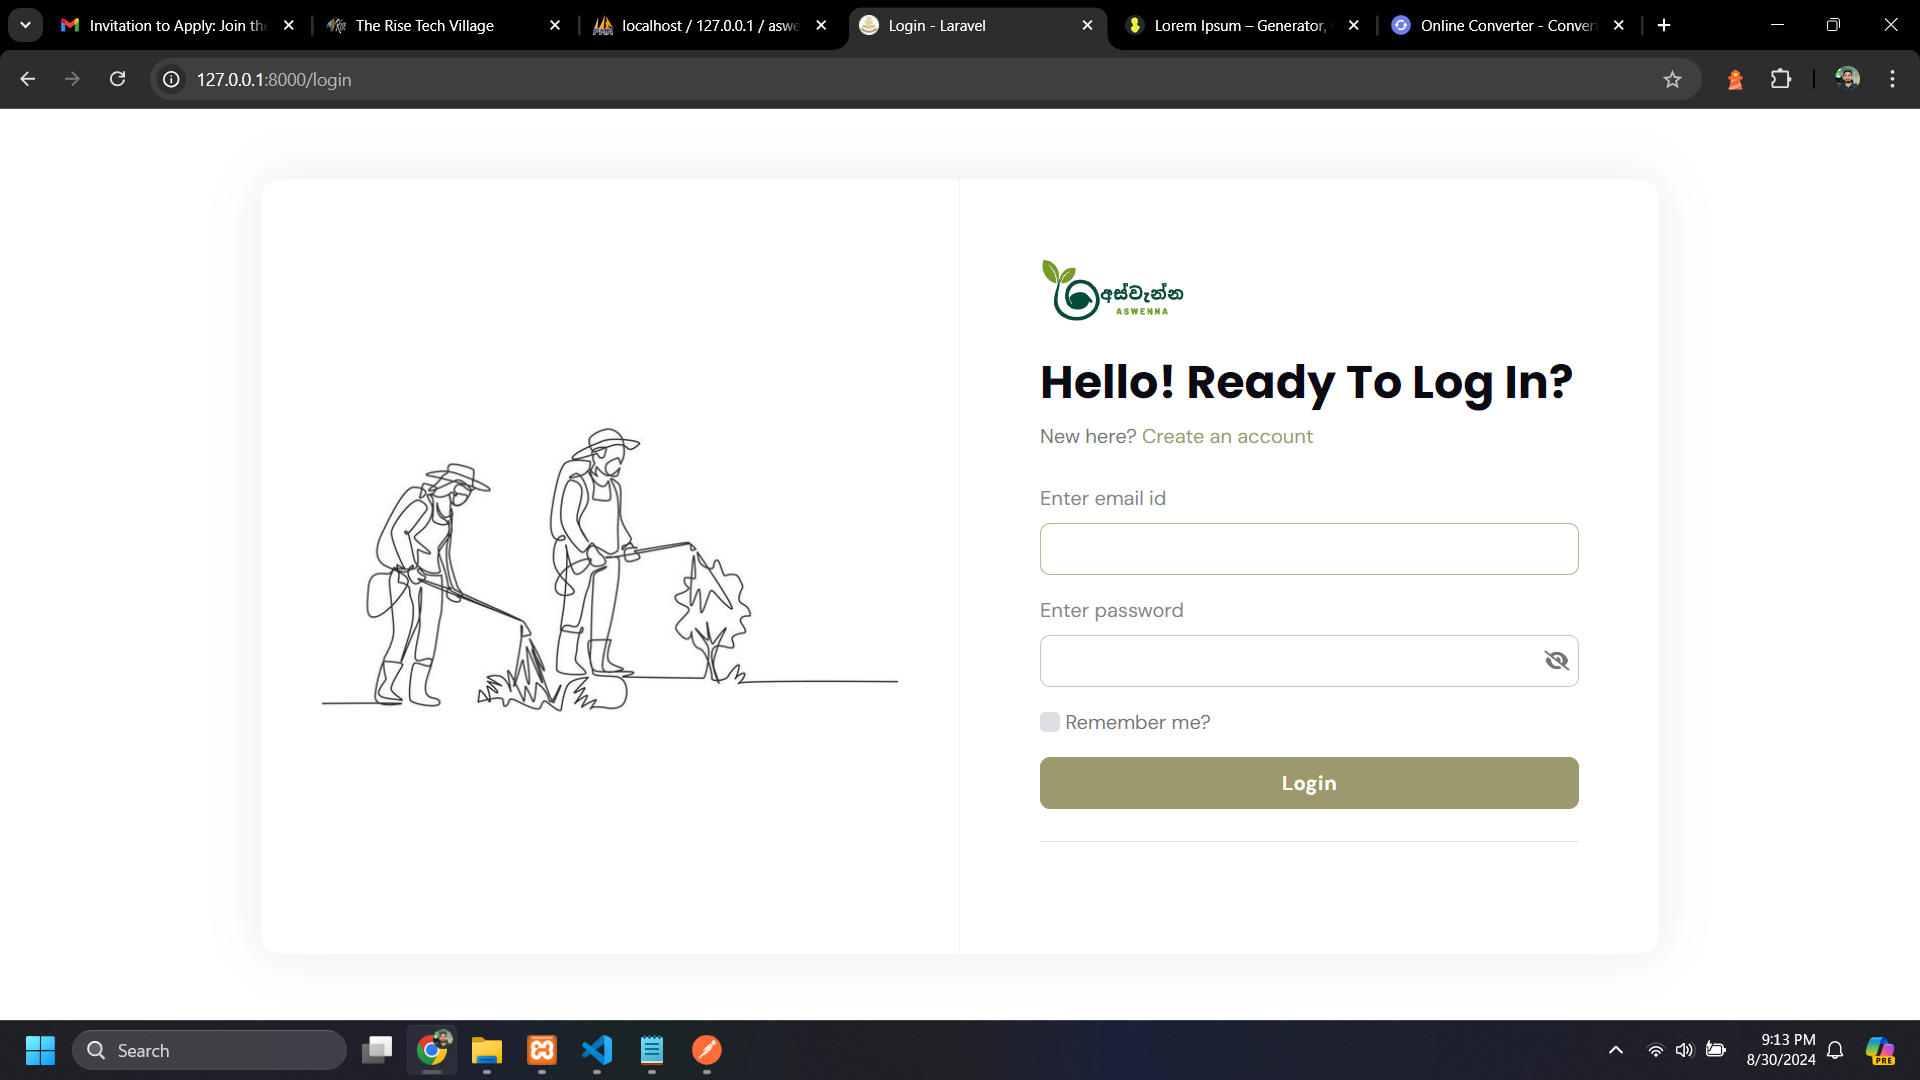 Invitation to Apply: Join the
The Rise Tech Village
localhost / 127.0.0.1 / aswe
Login - Laravel
Lorem Ipsum – Generator,
Online Converter - Conver
127.0.0.1:8000/login
අස්වැන්න
ASWENNA
Hello! Ready To Log In?
New here? Create an account
Enter email id
Enter password
Remember me?
Login
Search
9:13 PM
8/30/2024
PRE